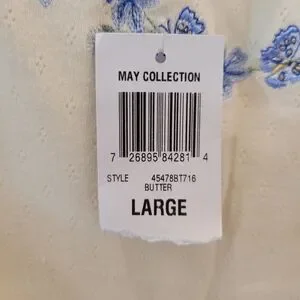 MAY COLLECTION
7 26895 84281 4
STYLE 45478BT716
BUTTER
LARGE